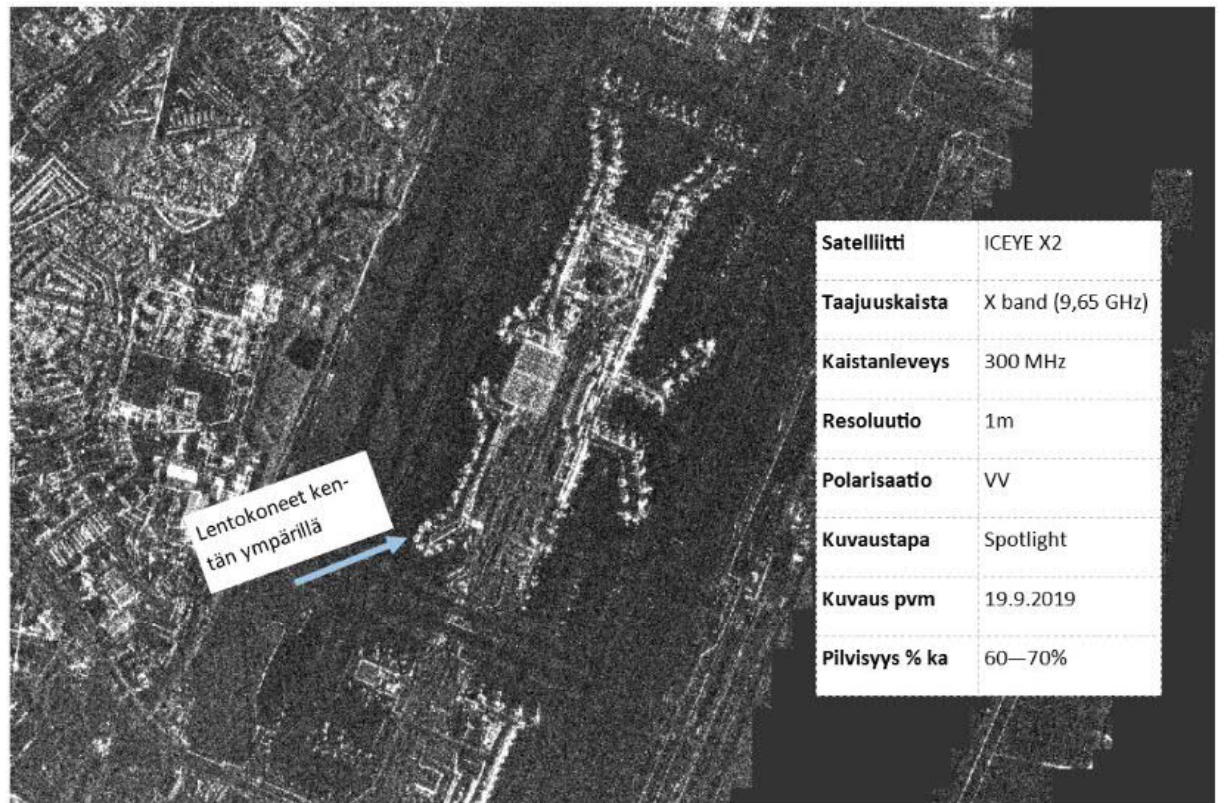 Lentokoneet ken-
tän ympärillä
Satelliitti ICEYE X2
Taajuuskaista X band (9,65 GHz)
Kaistanleveys 300 MHz
Resoluutio 1m
Polarisaatio VV
Kuvaustapa Spotlight
Kuvaus pvm 19.9.2019
Pilvisyys % ka 60—70%